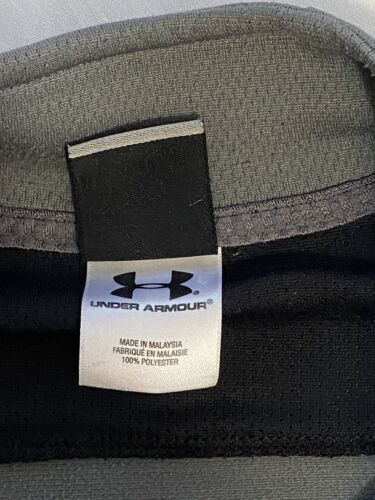 UNDER ARMOUR®
MADE IN MALAYSIA
FABRIQUÉ EN MALAISIE
100% POLYESTER